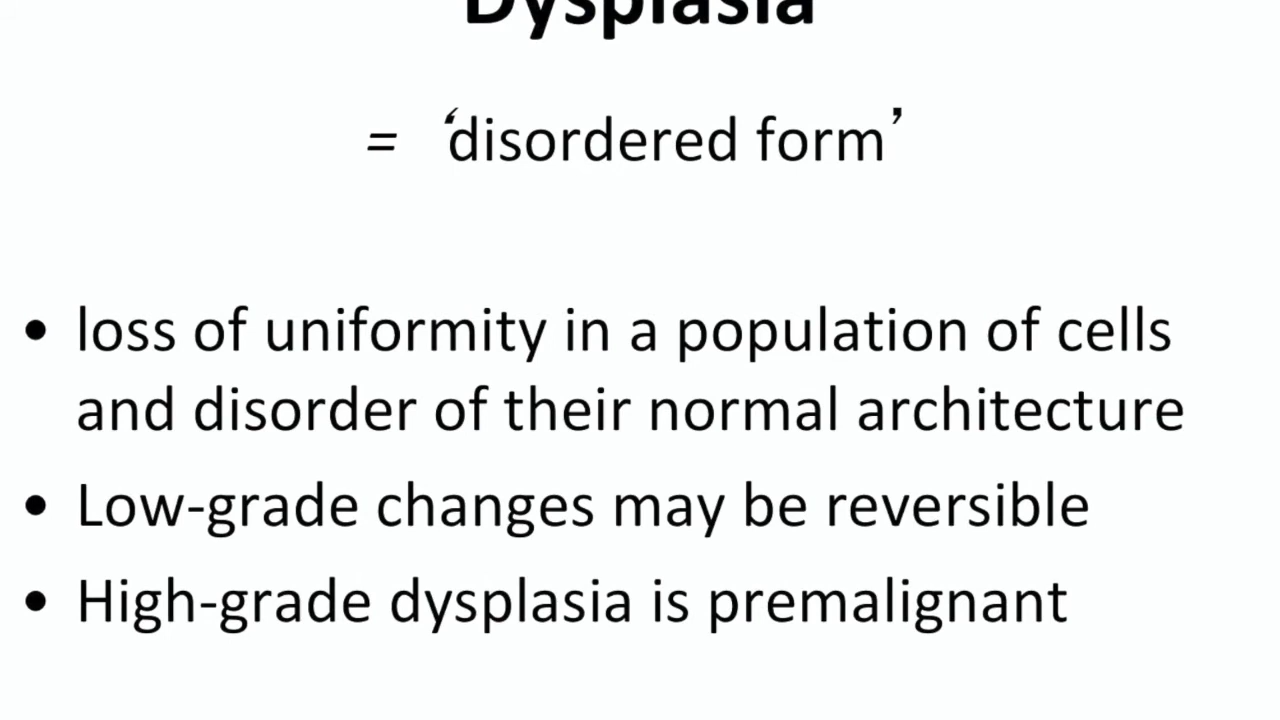 Dysplasia
= ‘disordered form’
• loss of uniformity in a population of cells
and disorder of their normal architecture
• Low-grade changes may be reversible
• High-grade dysplasia is premalignant